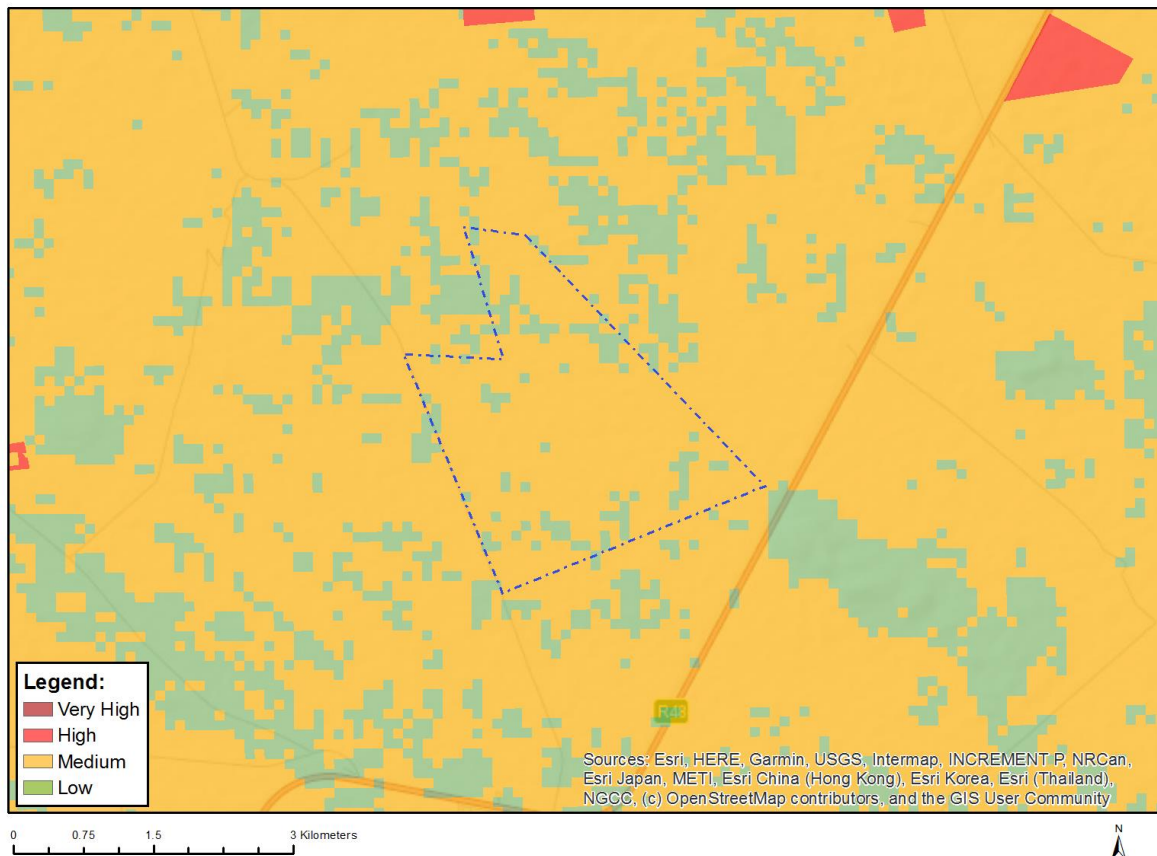 R48
Legend:
Very High
High
Medium
Low
Sources: Esri, HERE, Garmin, USGS, Intermap, INCREMENT P, NRCan,
Esri Japan, METI, Esri China (Hong Kong), Esri Korea, Esri (Thailand),
NGCC, (c) OpenStreetMap contributors, and the GIS User Community
0 0.75 1.5 3 Kilometers
N